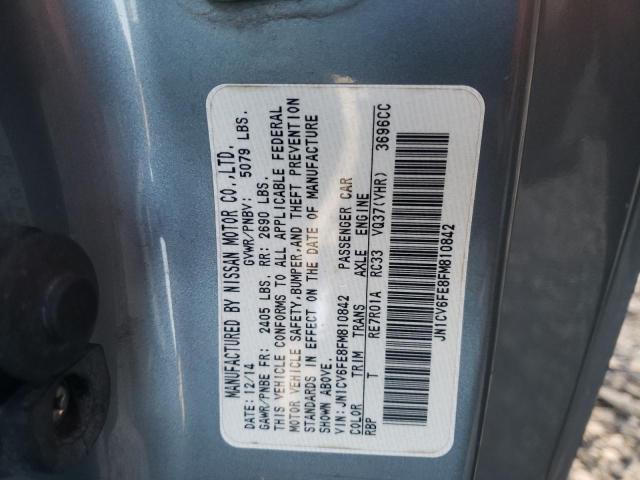 MANUFACTURED BY NISSAN MOTOR CO.,LTD.
DATE: 12/14 GVWR/PNBV: 5079 LBS.
GAWR/PNBE FR: 2405 LBS. RR: 2690 LBS.
THIS VEHICLE CONFORMS TO ALL APPLICABLE FEDERAL
MOTOR VEHICLE SAFETY,BUMPER,AND THEFT PREVENTION
STANDARDS IN EFFECT ON THE DATE OF MANUFACTURE
SHOWN ABOVE.
VIN:JN1CV6FE8FM810842 PASSENGER CAR
COLOR TRIM TRANS AXLE ENGINE
RBP T RE7R01A RC33 VQ37(VHR) 3696CC
JN1CV6FE8FM810842